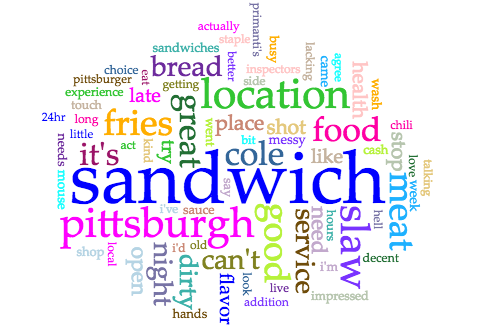 actually
staple
primanti's
sandwiches
busy
lacking
choice
eat
bread
better
inspectors
came
agree
pittsburger
getting
side
health
wash
experience
late
location
touch
24hr
long
fries
great
went
place
shot
food
chili
little
act
kind
try
bit
messy
cash
stop
needs
it's
cole
like
love
week
talking
mouse
sandwich
say
meat
pittsburgh
i've
sauce
good
service
need
hours
slaw
hell
shop
local
open
night
i'd
old
can't
look
i'm
decent
dirty
flavor
live
impressed
hands
addition